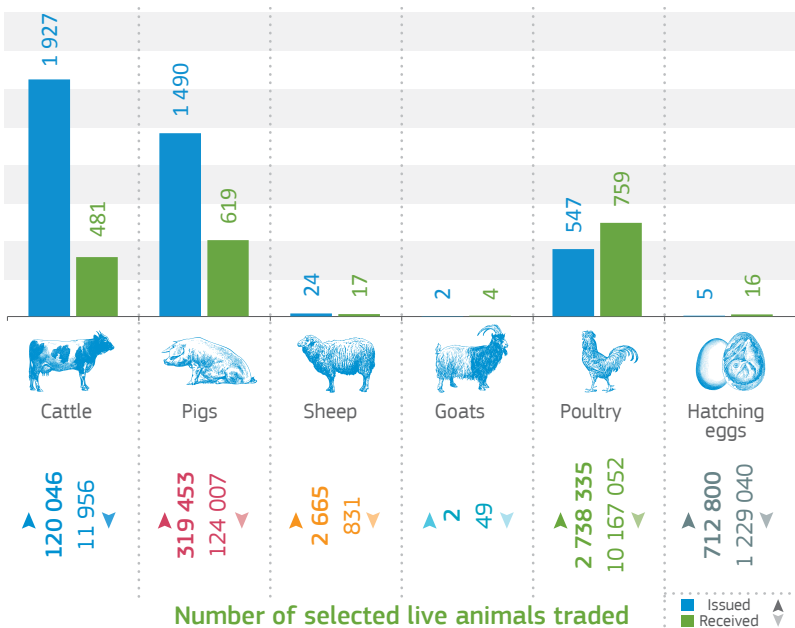 1 927
481
1 490
619
24
17
2
4
547
759
5
16
Cattle
Pigs
Sheep
Goats
Poultry
Hatching
eggs
120 046
11 956
319 453
124 007
2 665
831
2
49
2 738 335
10 167 052
712 800
1 229 040
Number of selected live animals traded
Issued
Received